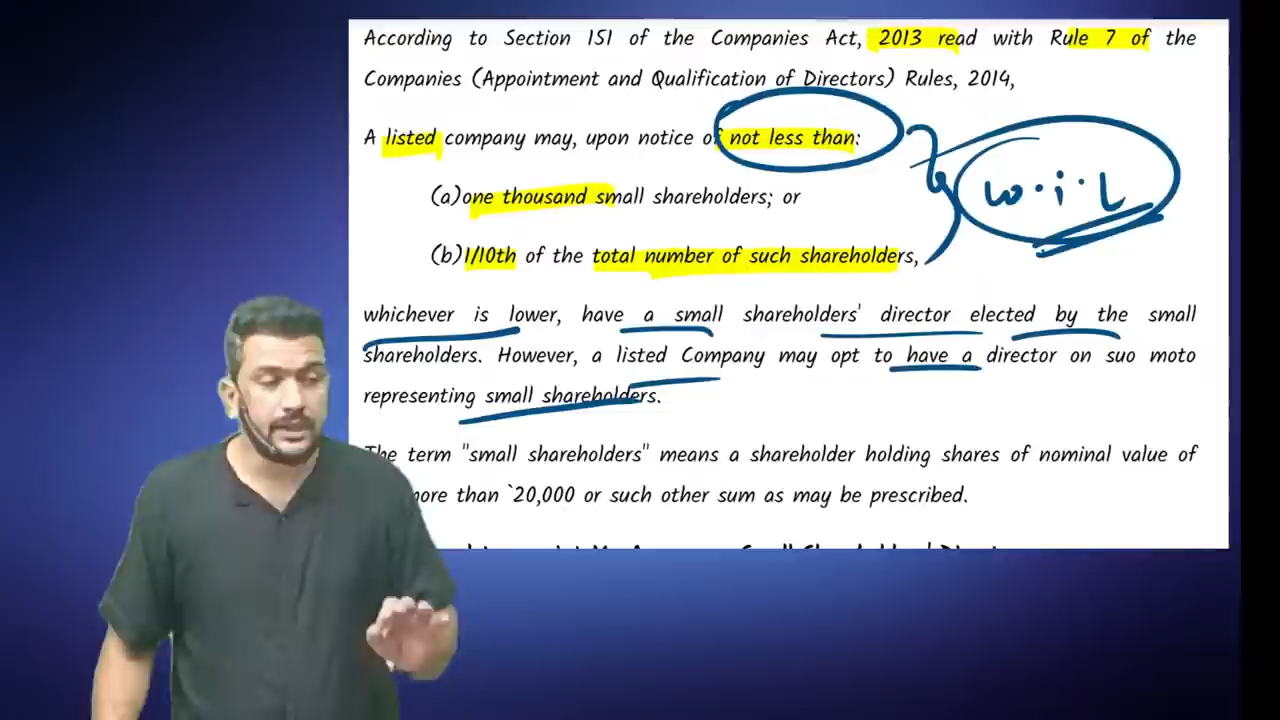 According to Section 151 of the Companies Act, 2013 read with Rule 7 of the
Companies (Appointment and Qualification of Directors) Rules, 2014,
A listed company may, upon notice of not less than:
(a)one thousand small shareholders; or
w.i.L
(b)1/10th of the total number of such shareholders,
whichever is lower, have a small shareholders' director elected by the small
shareholders. However, a listed Company may opt to have a director on suo moto
representing small shareholders.
The term "small shareholders" means a shareholder holding shares of nominal value of
more than `20,000 or such other sum as may be prescribed.